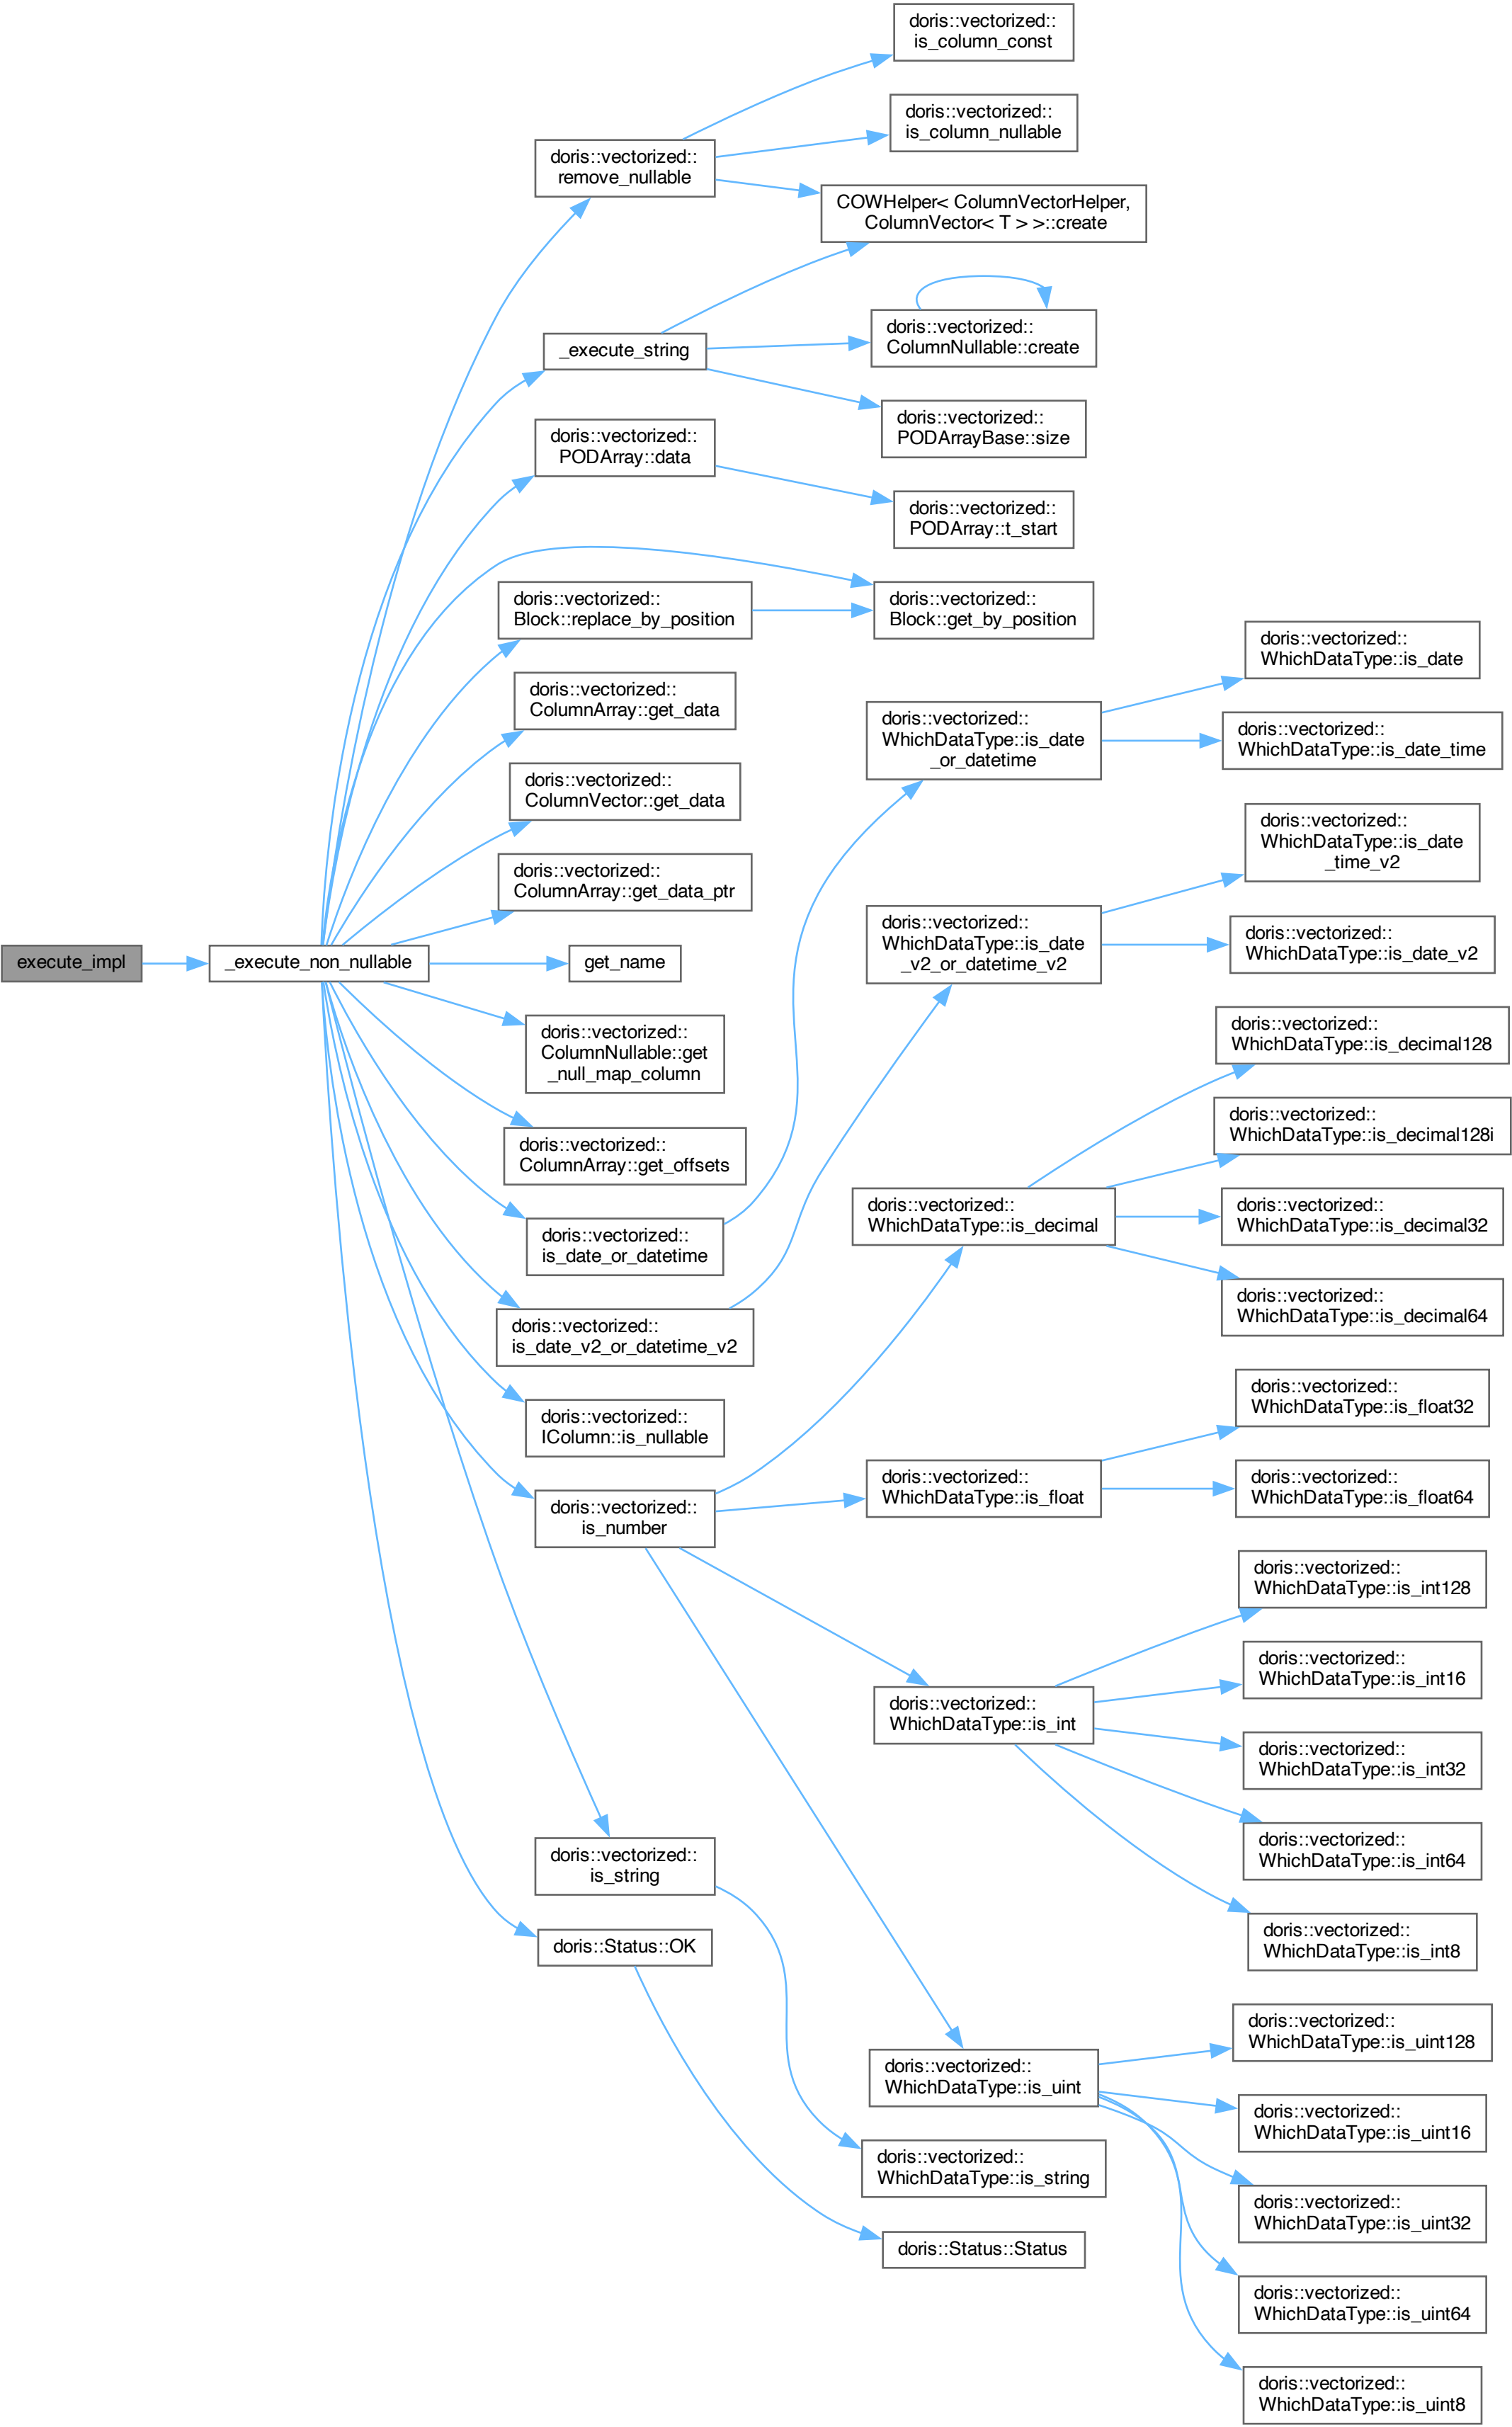 doris::vectorized::
is_column_const
doris::vectorized::
is_column_nullable
doris::vectorized::
remove_nullable
COWHelper< ColumnVectorHelper,
ColumnVector< T > >::create
_execute_string
doris::vectorized::
ColumnNullable::create
doris::vectorized::
PODArrayBase::size
doris::vectorized::
PODArray::data
doris::vectorized::
PODArray::t_start
doris::vectorized::
Block::replace_by_position
doris::vectorized::
Block::get_by_position
doris::vectorized::
WhichDataType::is_date
doris::vectorized::
ColumnArray::get_data
doris::vectorized::
WhichDataType::is_date
_or_datetime
doris::vectorized::
WhichDataType::is_date_time
doris::vectorized::
ColumnVector::get_data
doris::vectorized::
WhichDataType::is_date
_time_v2
doris::vectorized::
ColumnArray::get_data_ptr
execute_impl
_execute_non_nullable
get_name
doris::vectorized::
WhichDataType::is_date
_v2_or_datetime_v2
doris::vectorized::
WhichDataType::is_date_v2
doris::vectorized::
ColumnNullable::get
_null_map_column
doris::vectorized::
WhichDataType::is_decimal128
doris::vectorized::
ColumnArray::get_offsets
doris::vectorized::
WhichDataType::is_decimal128i
doris::vectorized::
is_date_or_datetime
doris::vectorized::
WhichDataType::is_decimal
doris::vectorized::
WhichDataType::is_decimal32
doris::vectorized::
is_date_v2_or_datetime_v2
doris::vectorized::
WhichDataType::is_decimal64
doris::vectorized::
IColumn::is_nullable
doris::vectorized::
WhichDataType::is_float32
doris::vectorized::
is_number
doris::vectorized::
WhichDataType::is_float
doris::vectorized::
WhichDataType::is_float64
doris::vectorized::
WhichDataType::is_int128
doris::vectorized::
WhichDataType::is_int16
doris::vectorized::
WhichDataType::is_int
doris::vectorized::
WhichDataType::is_int32
doris::vectorized::
WhichDataType::is_int64
doris::vectorized::
is_string
doris::Status::OK
doris::vectorized::
WhichDataType::is_int8
doris::vectorized::
WhichDataType::is_uint128
doris::vectorized::
WhichDataType::is_uint
doris::vectorized::
WhichDataType::is_uint16
doris::vectorized::
WhichDataType::is_string
doris::vectorized::
WhichDataType::is_uint32
doris::Status::Status
doris::vectorized::
WhichDataType::is_uint64
doris::vectorized::
WhichDataType::is_uint8